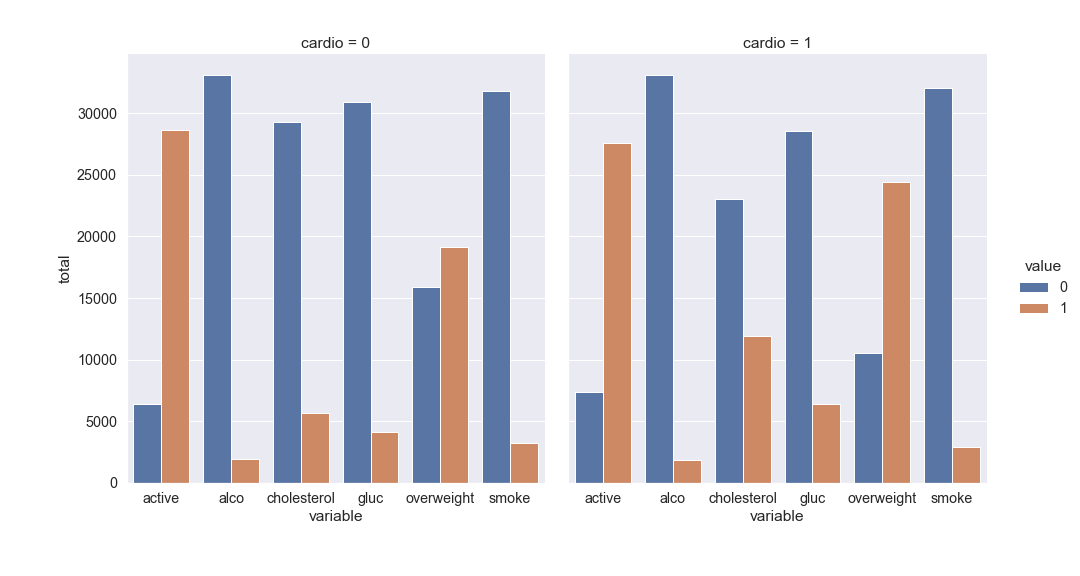 cardio = 0
cardio = 1
total
30000
25000
20000
15000
10000
5000
0
active alco cholesterol gluc overweight smoke
variable
active alco cholesterol gluc overweight smoke
variable
value
0
1